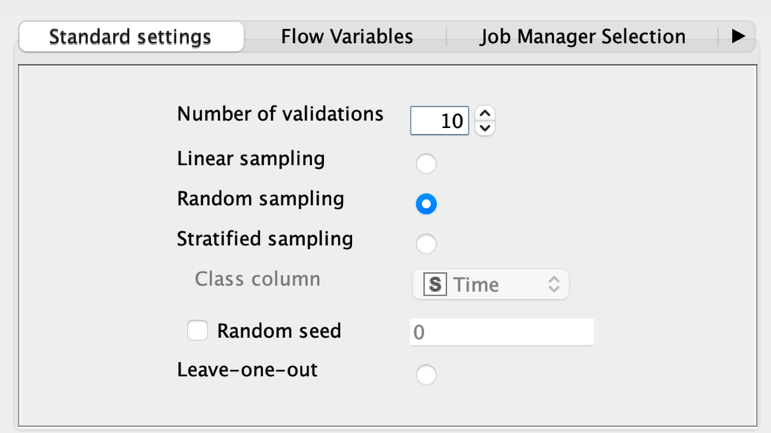 Standard settings Flow Variables Job Manager Selection
Number of validations 10
Linear sampling
Random sampling
Stratified sampling
Class column S Time
Random seed 0
Leave-one-out